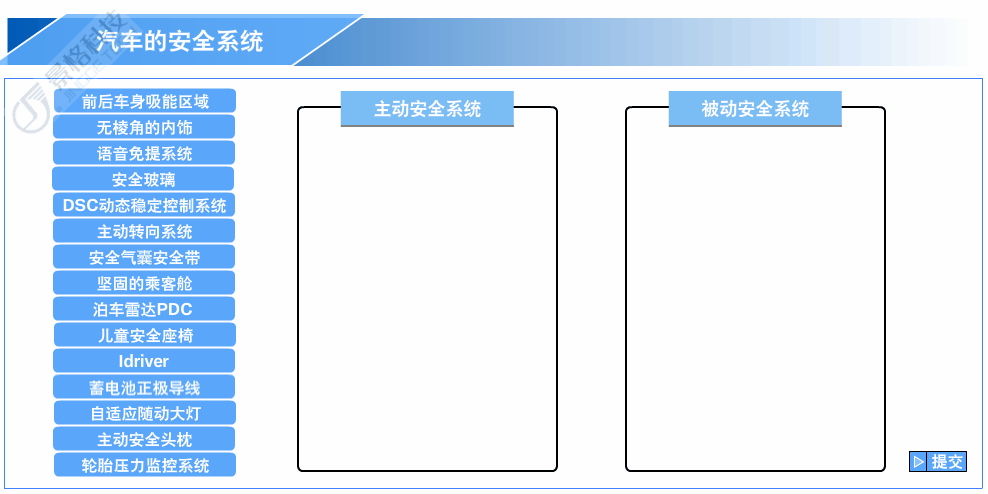 汽车的安全系统
景格科技
前后车身吸能区域
无棱角的内饰
语音免提系统
安全玻璃
DSC动态稳定控制系统
主动转向系统
安全气囊安全带
坚固的乘客舱
泊车雷达PDC
儿童安全座椅
Idriver
蓄电池正极导线
自适应随动大灯
主动安全头枕
轮胎压力监控系统
主动安全系统
被动安全系统
提交